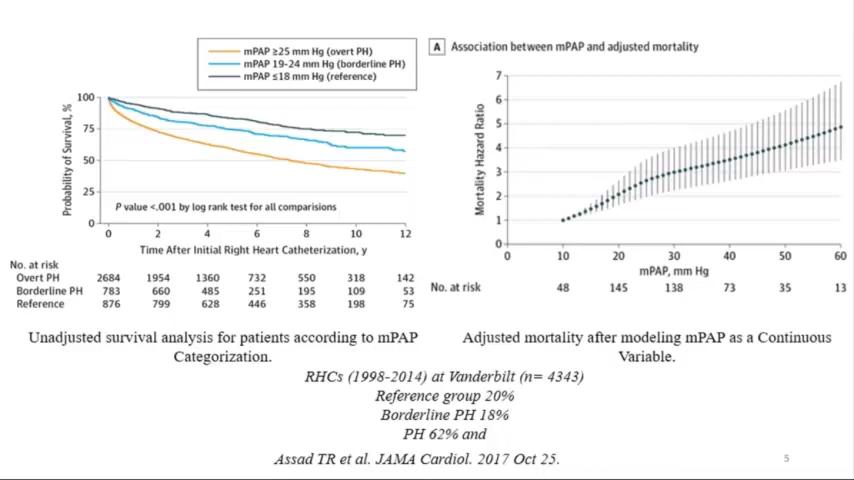 mPAP ≥25 mm Hg (overt PH)
mPAP 19-24 mm Hg (borderline PH)
mPAP ≤18 mm Hg (reference)
100
75
50
25
0
Probability of Survival, %
P value <.001 by log rank test for all comparisions
0 2 4 6 8 10 12
Time After Initial Right Heart Catheterization, y
No. at risk
Overt PH 2684 1954 1360 732 550 318 142
Borderline PH 783 660 485 251 195 109 53
Reference 876 799 628 446 358 198 75
Unadjusted survival analysis for patients according to mPAP
Categorization.
A Association between mPAP and adjusted mortality
7
6
5
4
3
2
1
0
Mortality Hazard Ratio
0 10 20 30 40 50 60
mPAP, mm Hg
No. at risk 48 145 138 73 35 13
Adjusted mortality after modeling mPAP as a Continuous
Variable.
RHCs (1998-2014) at Vanderbilt (n= 4343)
Reference group 20%
Borderline PH 18%
PH 62% and
Assad TR et al. JAMA Cardiol. 2017 Oct 25.
5